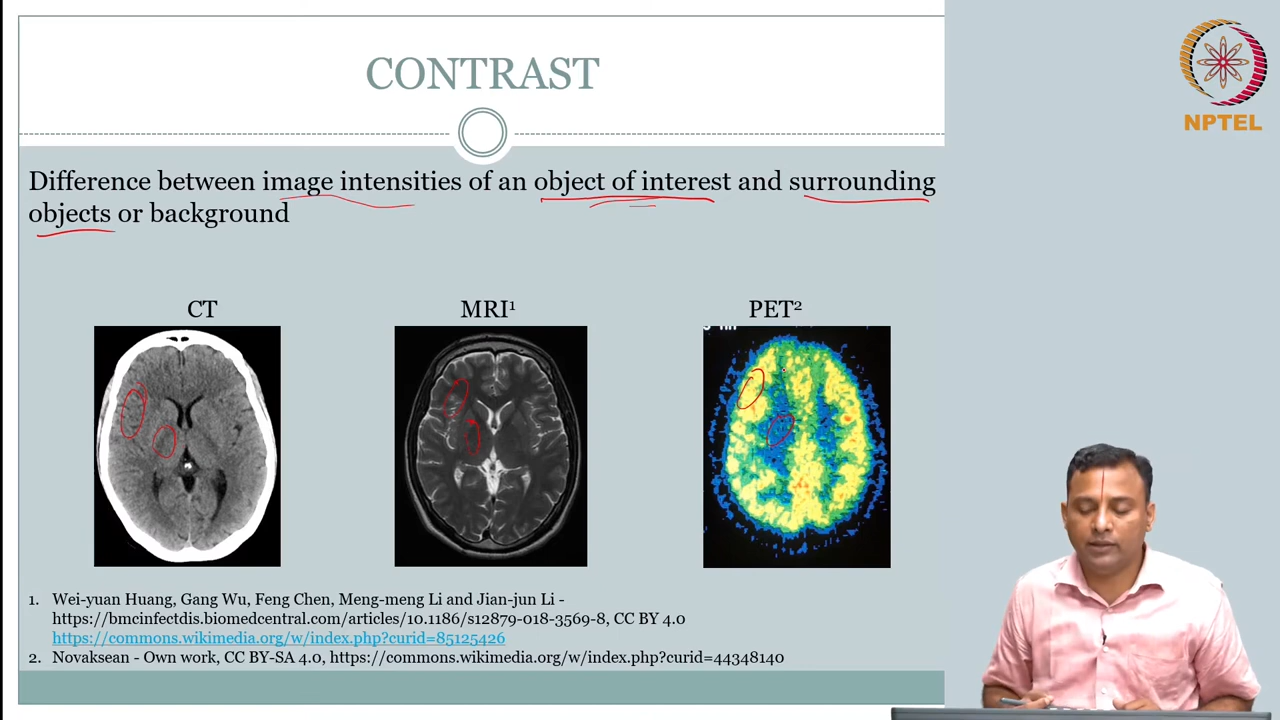 CONTRAST
NPTEL
Difference between image intensities of an object of interest and surrounding
objects or background
CT
MRI¹
PET²
1. Wei-yuan Huang, Gang Wu, Feng Chen, Meng-meng Li and Jian-jun Li -
https://bmcinfectdis.biomedcentral.com/articles/10.1186/s12879-018-3569-8, CC BY 4.0
https://commons.wikimedia.org/w/index.php?curid=85125426
2. Novaksean - Own work, CC BY-SA 4.0, https://commons.wikimedia.org/w/index.php?curid=44348140